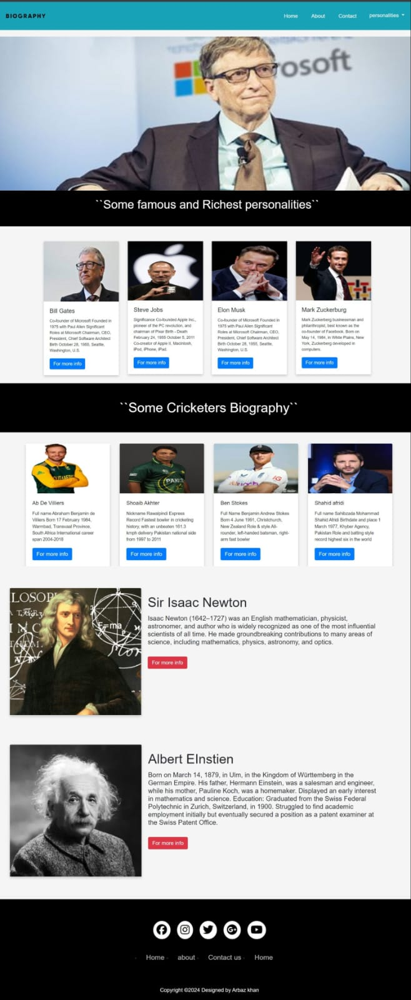 BIOGRAPHY
Home About Contact personalities
osoft
``Some famous and Richest personalities``
Bill Gates
Co-founder of Microsoft Founded in
1975 with Paul Allen Significant
Roles at Microsoft Chairman, CEO,
President, Chief Software Architect
Birth October 28, 1955, Seattle,
Washington, U.S.
For more info
Steve Jobs
Significance Co-founded Apple Inc.,
pioneer of the PC revolution, and
chairman of Pixar Birth - Death
February 24, 1955 October 5, 2011
Co-creator of Apple II, Macintosh,
iPod, iPhone, iPad.
For more info
Elon Musk
Co-founder of Microsoft Founded in
1975 with Paul Allen Significant
Roles at Microsoft Chairman, CEO,
President, Chief Software Architect
Birth October 28, 1955, Seattle,
Washington, U.S.
For more info
Mark Zuckerburg
Mark Zuckerberg businessman and
philanthropist, best known as the
co-founder of Facebook. Born on
May 14, 1984, in White Plains, New
York, Zuckerberg developed in
computers.
For more info
``Some Cricketers Biography``
Ab De Villiers
Full name Abraham Benjamin de
Villiers Born 17 February 1984,
Warmbad, Transvaal Province,
South Africa International career
span 2004-2018
For more info
Shoaib Akhter
Nickname Rawalpindi Express
Record Fastest bowler in cricketing
history, with an unbeaten 161.3
kmph delivery Pakistan national side
from 1997 to 2011
For more info
Ben Stokes
Full Name Benjamin Andrew Stokes
Born 4 June 1991, Christchurch,
New Zealand Role & style All-
rounder, left-handed batsman, right-
arm fast bowler
For more info
Shahid afridi
Full name Sahibzada Mohammad
Shahid Afridi Birthdate and place 1
March 1977, Khyber Agency,
Pakistan Role and batting style
record highest six in the world
For more info
Sir Isaac Newton
Isaac Newton (1642–1727) was an English mathematician, physicist,
astronomer, and author who is widely recognized as one of the most influential
scientists of all time. He made groundbreaking contributions to many areas of
science, including mathematics, physics, astronomy, and optics.
For more info
F=ma
Albert EInstien
Born on March 14, 1879, in Ulm, in the Kingdom of Württemberg in the
German Empire. His father, Hermann Einstein, was a salesman and engineer,
while his mother, Pauline Koch, was a homemaker. Displayed an early interest
in mathematics and science. Education: Graduated from the Swiss Federal
Polytechnic in Zurich, Switzerland, in 1900. Struggled to find academic
employment initially but eventually secured a position as a patent examiner at
the Swiss Patent Office.
For more info
Home about Contact us Home
Copyright ©2024 Designed by Arbaz khan